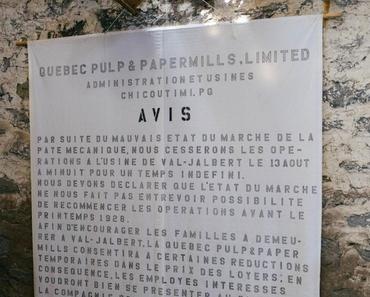 QUEBEC PULP & PAPERMILLS, LIMITED
ADMINISTRATION ET USINES
CHICOUTIMI, PQ
AVIS
PAR SUITE DU MAUVAIS ETAT DU MARCHE DE LA
PATE MECANIQUE, NOUS CESSERONS LES OPE-
RATIONS A L'USINE DE VAL-JALBERT LE 13 AOUT
A MINUIT POUR UN TEMPS INDEFINI.
NOUS DEVONS DECLARER QUE L'ETAT DU MARCHE
NE NOUS FAIT PAS ENTREVOIR POSSIBILITE
DE RECOMMENCER LES OPERATIONS AVANT LE
PRINTEMPS 1928.
AFIN D'ENCOURAGER LES FAMILLES A DEMEU-
RER A VAL-JALBERT, LA QUEBEC PULP & PAPER
MILLS CONSENTIRA A CERTAINES REDUCTIONS
TEMPORAIRES DANS LE PRIX DES LOYERS; EN
CONSEQUENCE, LES EMPLOYES INTERESSES
VOUDRONT BIEN SE PRESENTER AU
LA COMPAGNIE